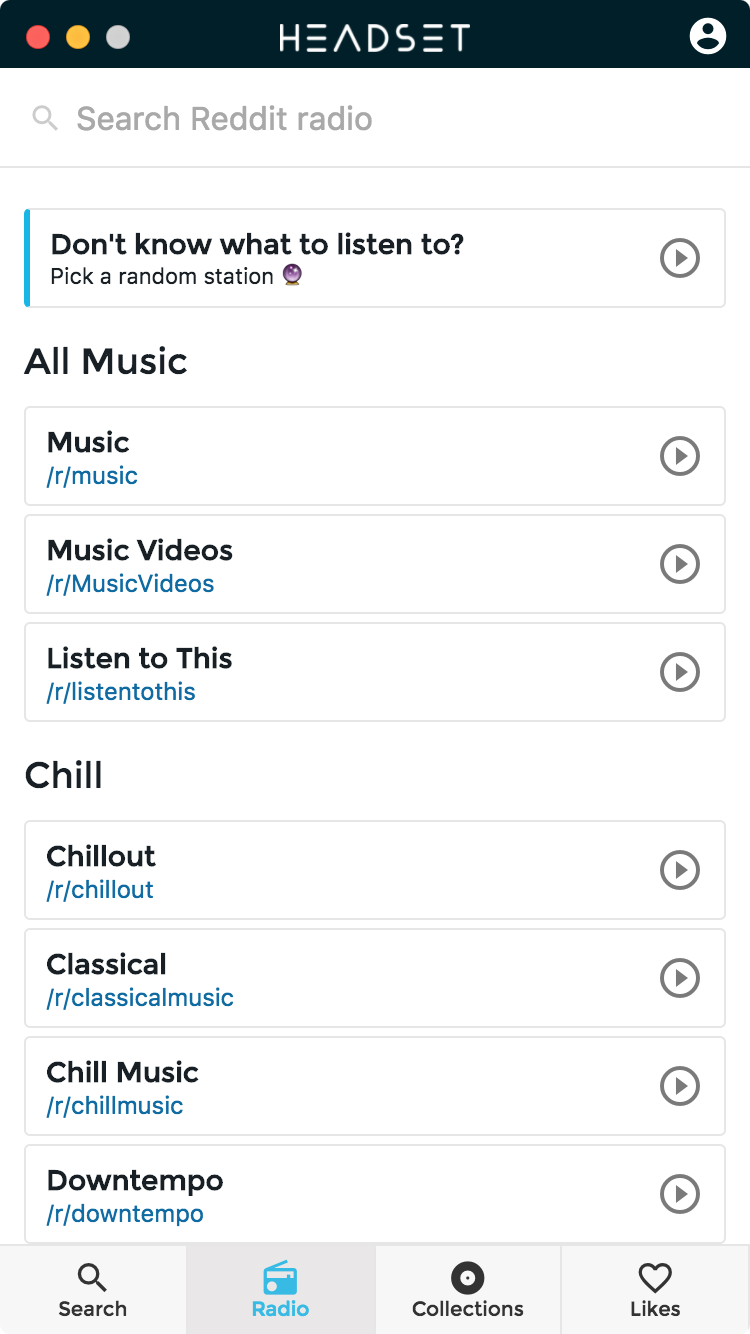 HEADSET
Search Reddit radio
Don't know what to listen to?
Pick a random station 🔮
All Music
Music
/r/music
Music Videos
/r/MusicVideos
Listen to This
/r/listentothis
Chill
Chillout
/r/chillout
Classical
/r/classicalmusic
Chill Music
/r/chillmusic
Downtempo
/r/downtempo
Search
Radio
Collections
Likes